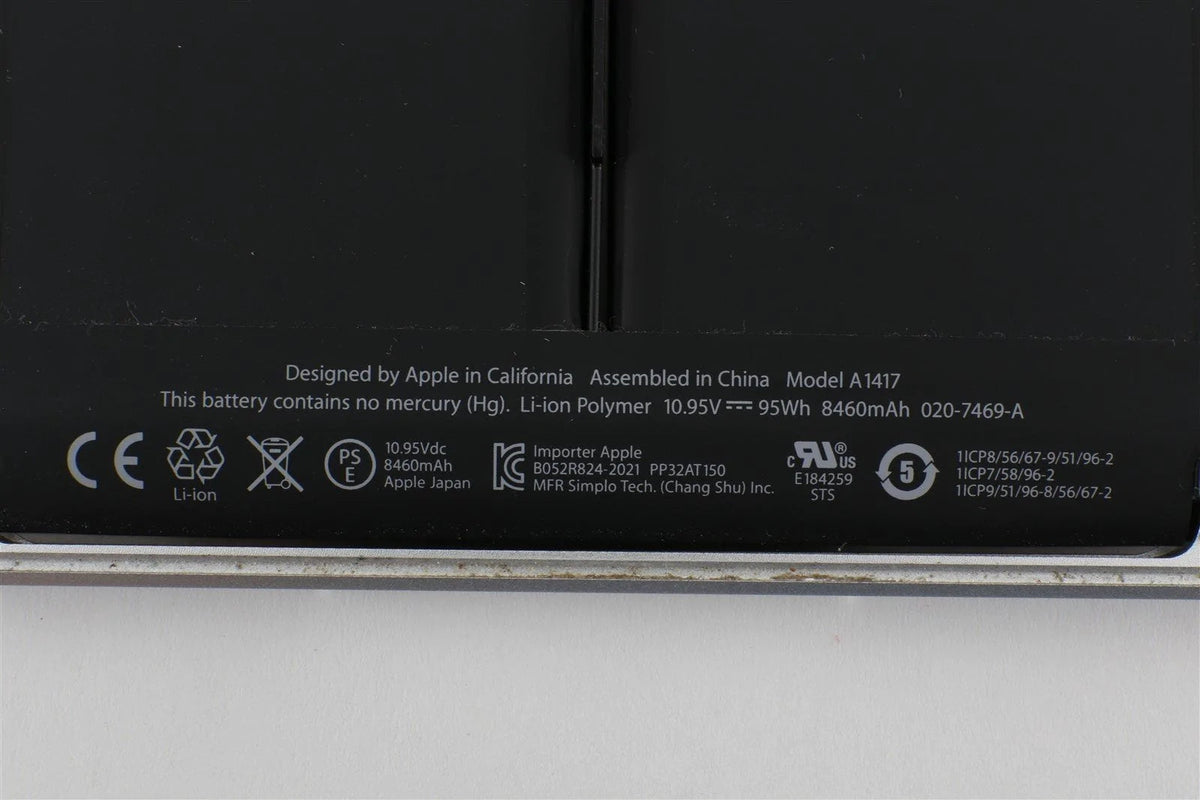 Designed by Apple in California Assembled in China Model A1417
This battery contains no mercury (Hg). Li-ion Polymer 10.95V 95Wh 8460mAh 020-7469-A
CE
Li-ion
PS
E
10.95Vdc
8460mAh
Apple Japan
Importer Apple
B052R824-2021 PP32AT150
MFR Simplo Tech. (Chang Shu) Inc.
c RU ® US
E184259
STS
5
1ICP8/56/67-9/51/96-2
1ICP7/58/96-2
1ICP9/51/96-8/56/67-2